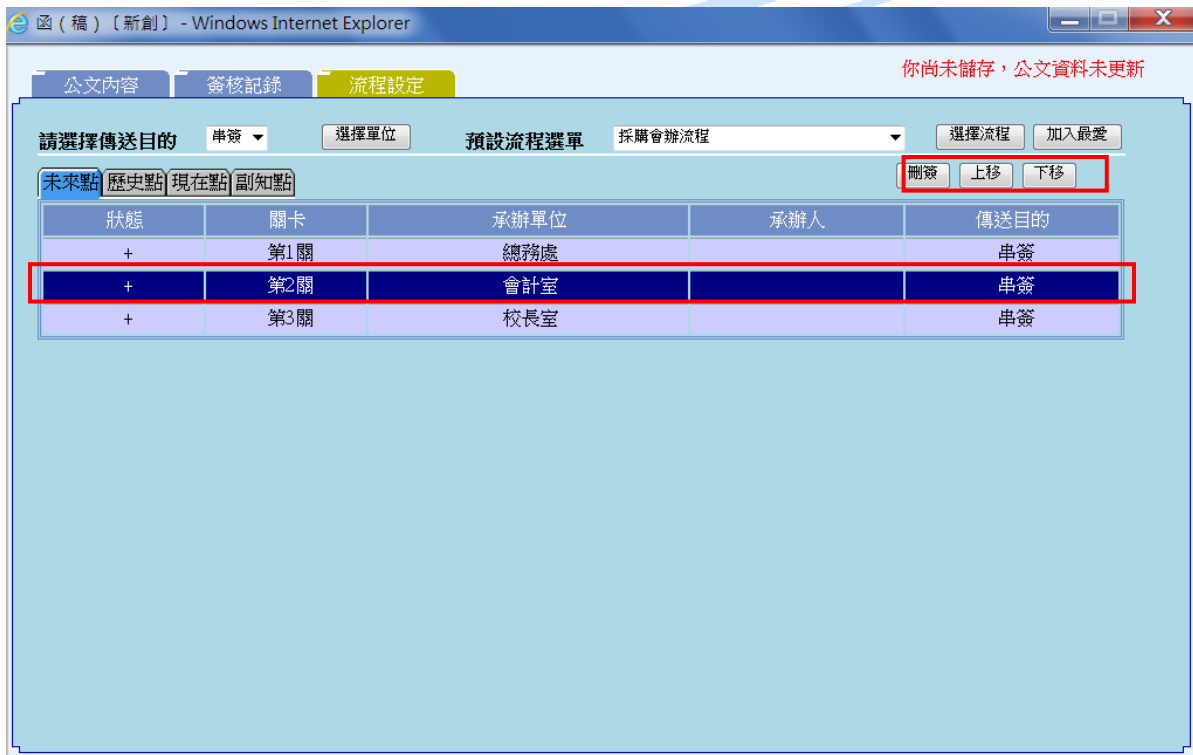 函(稿)〔新創〕 - Windows Internet Explorer
你尚未儲存，公文資料未更新
公文內容 簽核記錄 流程設定
請選擇傳送目的 串簽 選擇單位 預設流程選單 採購會辦流程 選擇流程 加入最愛
未來點 歷史點 現在點 副知點 刪簽 上移 下移
狀態 關卡 承辦單位 承辦人 傳送目的
+ 第1關 總務處 串簽
+ 第2關 會計室 串簽
+ 第3關 校長室 串簽